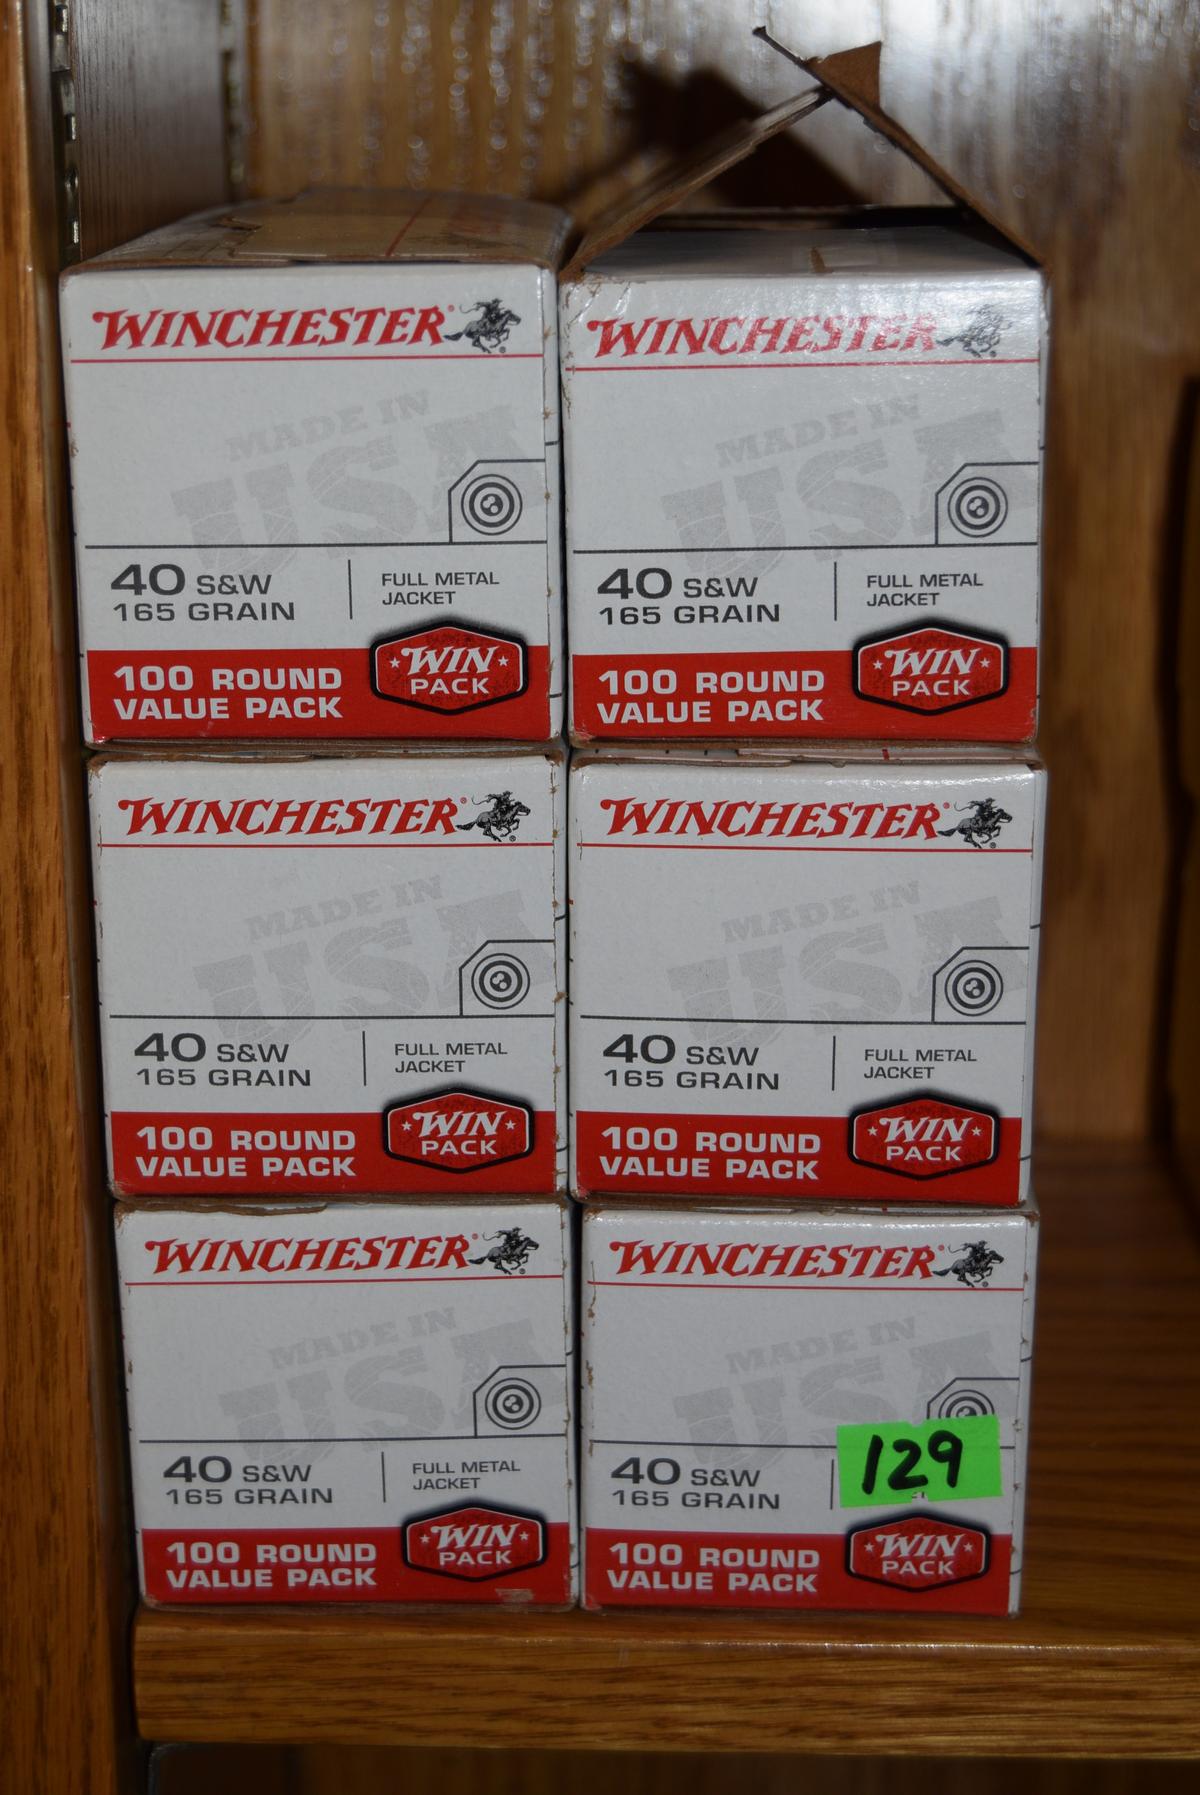 WINCHESTER®
MADE IN
USA
40 S&W
165 GRAIN
FULL METAL
JACKET
100 ROUND
VALUE PACK
WIN
PACK
WINCHESTER
MADE IN
USA
40 S&W
165 GRAIN
FULL METAL
JACKET
100 ROUND
VALUE PACK
WIN
PACK
WINCHESTER®
MADE IN
USA
40 S&W
165 GRAIN
FULL METAL
JACKET
100 ROUND
VALUE PACK
WIN
PACK
WINCHESTER®
MADE IN
USA
40 S&W
165 GRAIN
FULL METAL
JACKET
100 ROUND
VALUE PACK
WIN
PACK
WINCHESTER®
MADE IN
USA
40 S&W
165 GRAIN
FULL METAL
JACKET
100 ROUND
VALUE PACK
WIN
PACK
WINCHESTER®
MADE IN
USA
40 S&W
165 GRAIN
129
100 ROUND
VALUE PACK
WIN
PACK